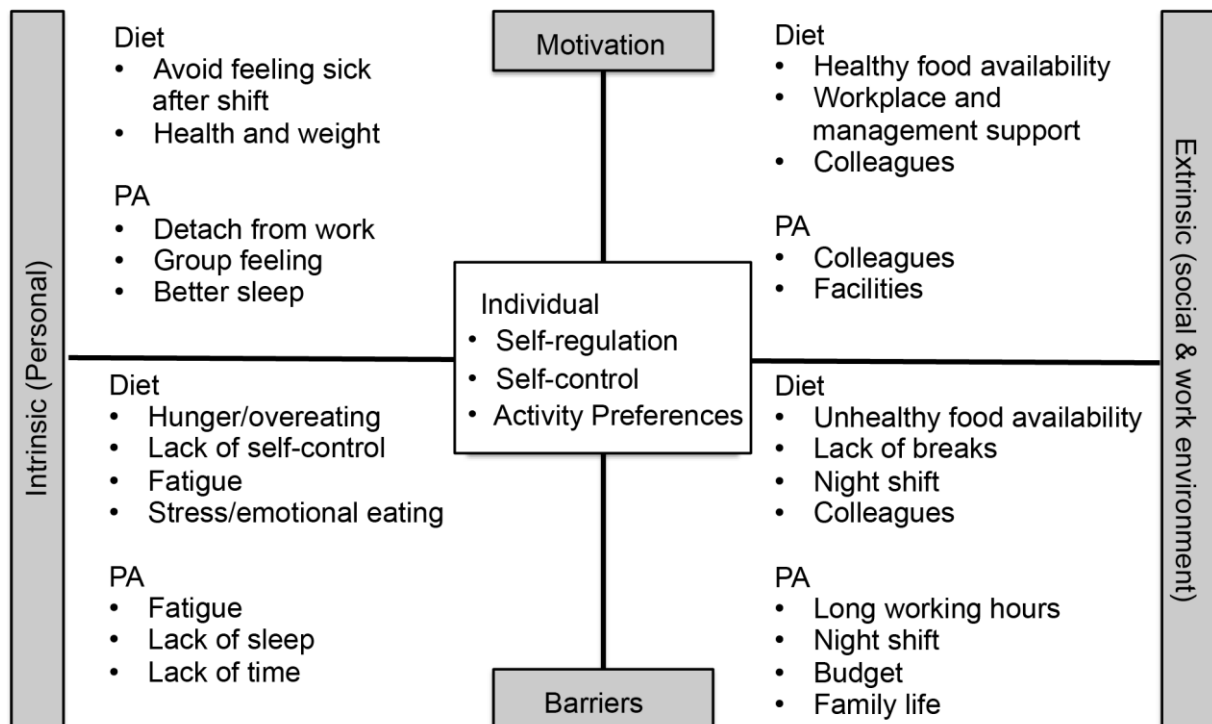 Motivation
Intrinsic (Personal)
Diet
• Avoid feeling sick
after shift
• Health and weight
PA
• Detach from work
• Group feeling
• Better sleep
Diet
• Healthy food availability
• Workplace and
management support
• Colleagues
PA
• Colleagues
• Facilities
Extrinsic (social & work environment)
Individual
• Self-regulation
• Self-control
• Activity Preferences
Diet
• Hunger/overeating
• Lack of self-control
• Fatigue
• Stress/emotional eating
PA
• Fatigue
• Lack of sleep
• Lack of time
Diet
• Unhealthy food availability
• Lack of breaks
• Night shift
• Colleagues
PA
• Long working hours
• Night shift
• Budget
• Family life
Barriers